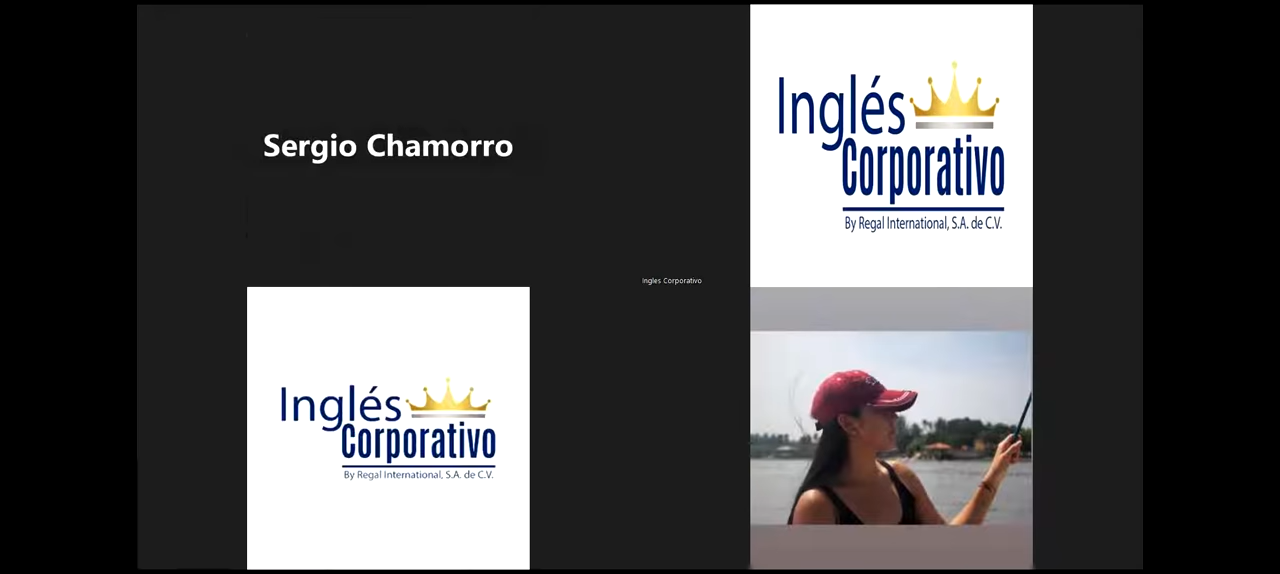 Sergio Chamorro
Inglés
Corporativo
By Regal International, S.A. de C.V.
Ingles Corporativo
Inglés
Corporativo
By Regal International, S.A. de C.V.